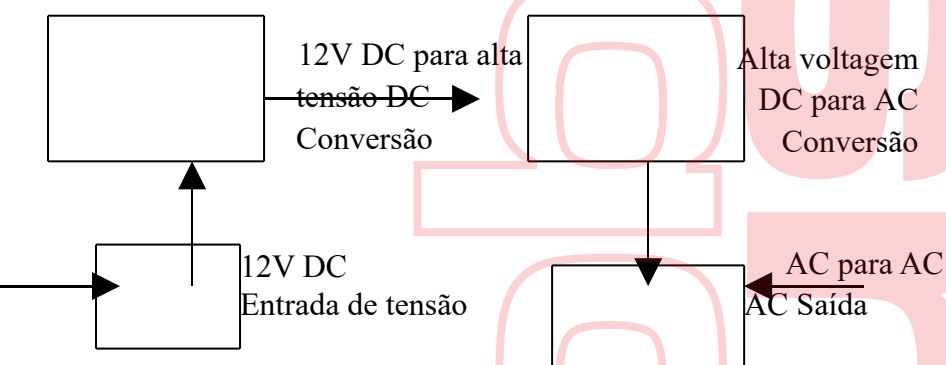 12V DC para alta
tensão DC
Conversão
Alta voltagem
DC para AC
Conversão
12V DC
Entrada de tensão
AC para AC
AC Saída